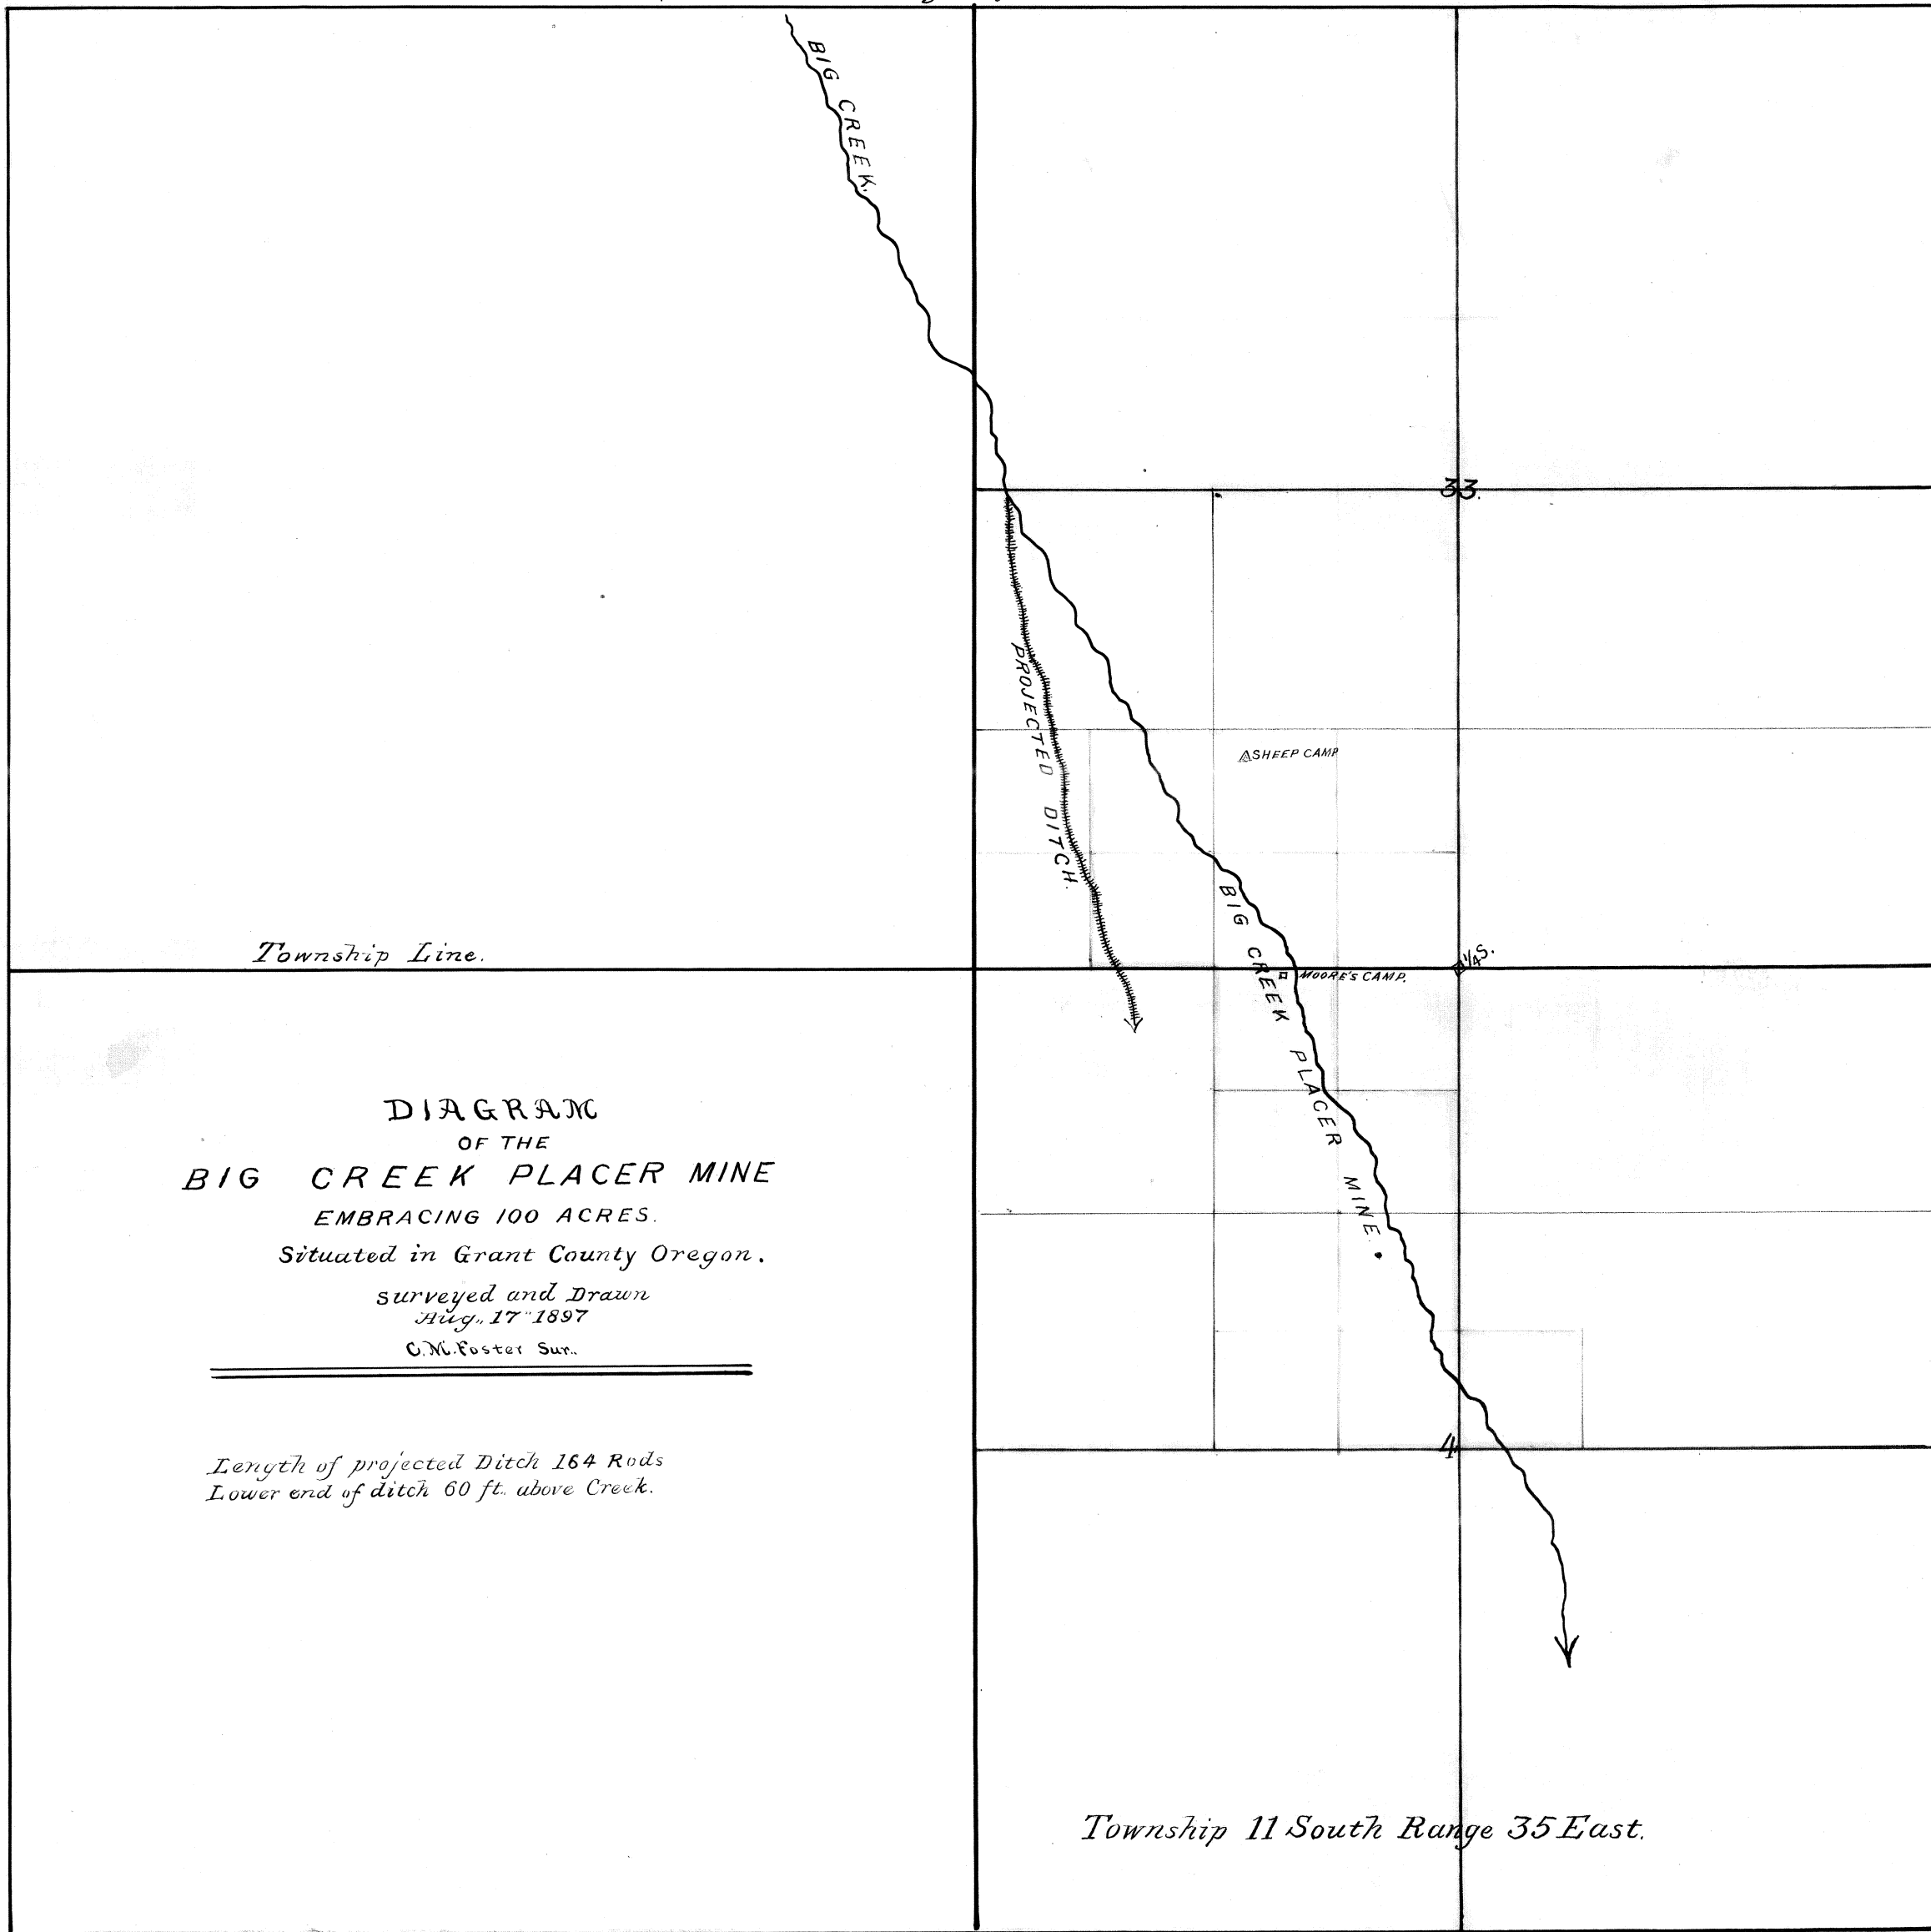 BIG CREEK.
33.
PROJECTED DITCH.
SHEEP CAMP
Township Line.
1/4 S.
MOORE'S CAMP.
BIG CREEK PLACER MINE.
DIAGRAM
OF THE
BIG CREEK PLACER MINE
EMBRACING 100 ACRES.
Situated in Grant County Oregon.
surveyed and Drawn
Aug., 17" 1897
C.M. Foster Sur..
4
Length of projected Ditch 164 Rods
Lower end of ditch 60 ft. above Creek.
Township 11 South Range 35 East.